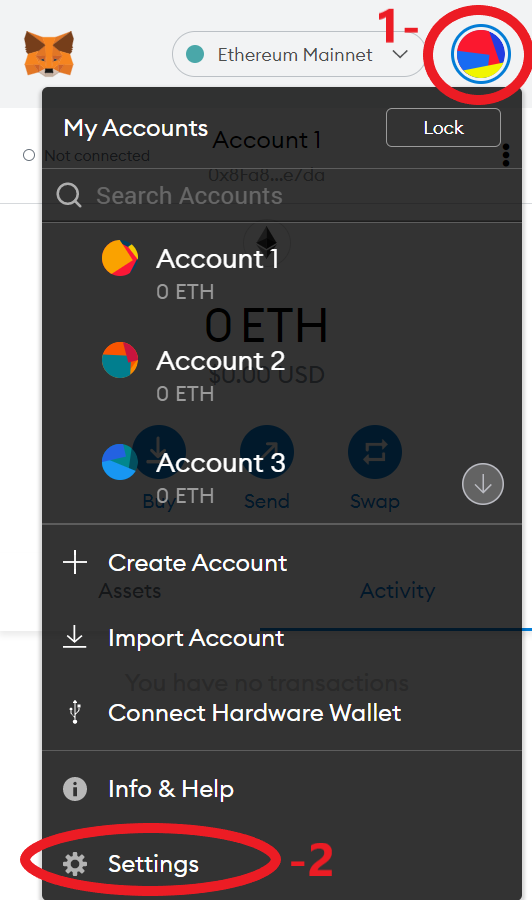 1-
Ethereum Mainnet
My Accounts
Lock
Account 1
Not connected
0x8Fa8...e7da
Search Accounts
Account 1
0 ETH
0 ETH
Account 2
$0.00 USD
0 ETH
Account 3
0 ETH
Buy
Send
Swap
Create Account
Assets
Activity
Import Account
You have no transactions
Connect Hardware Wallet
Info & Help
Settings
-2